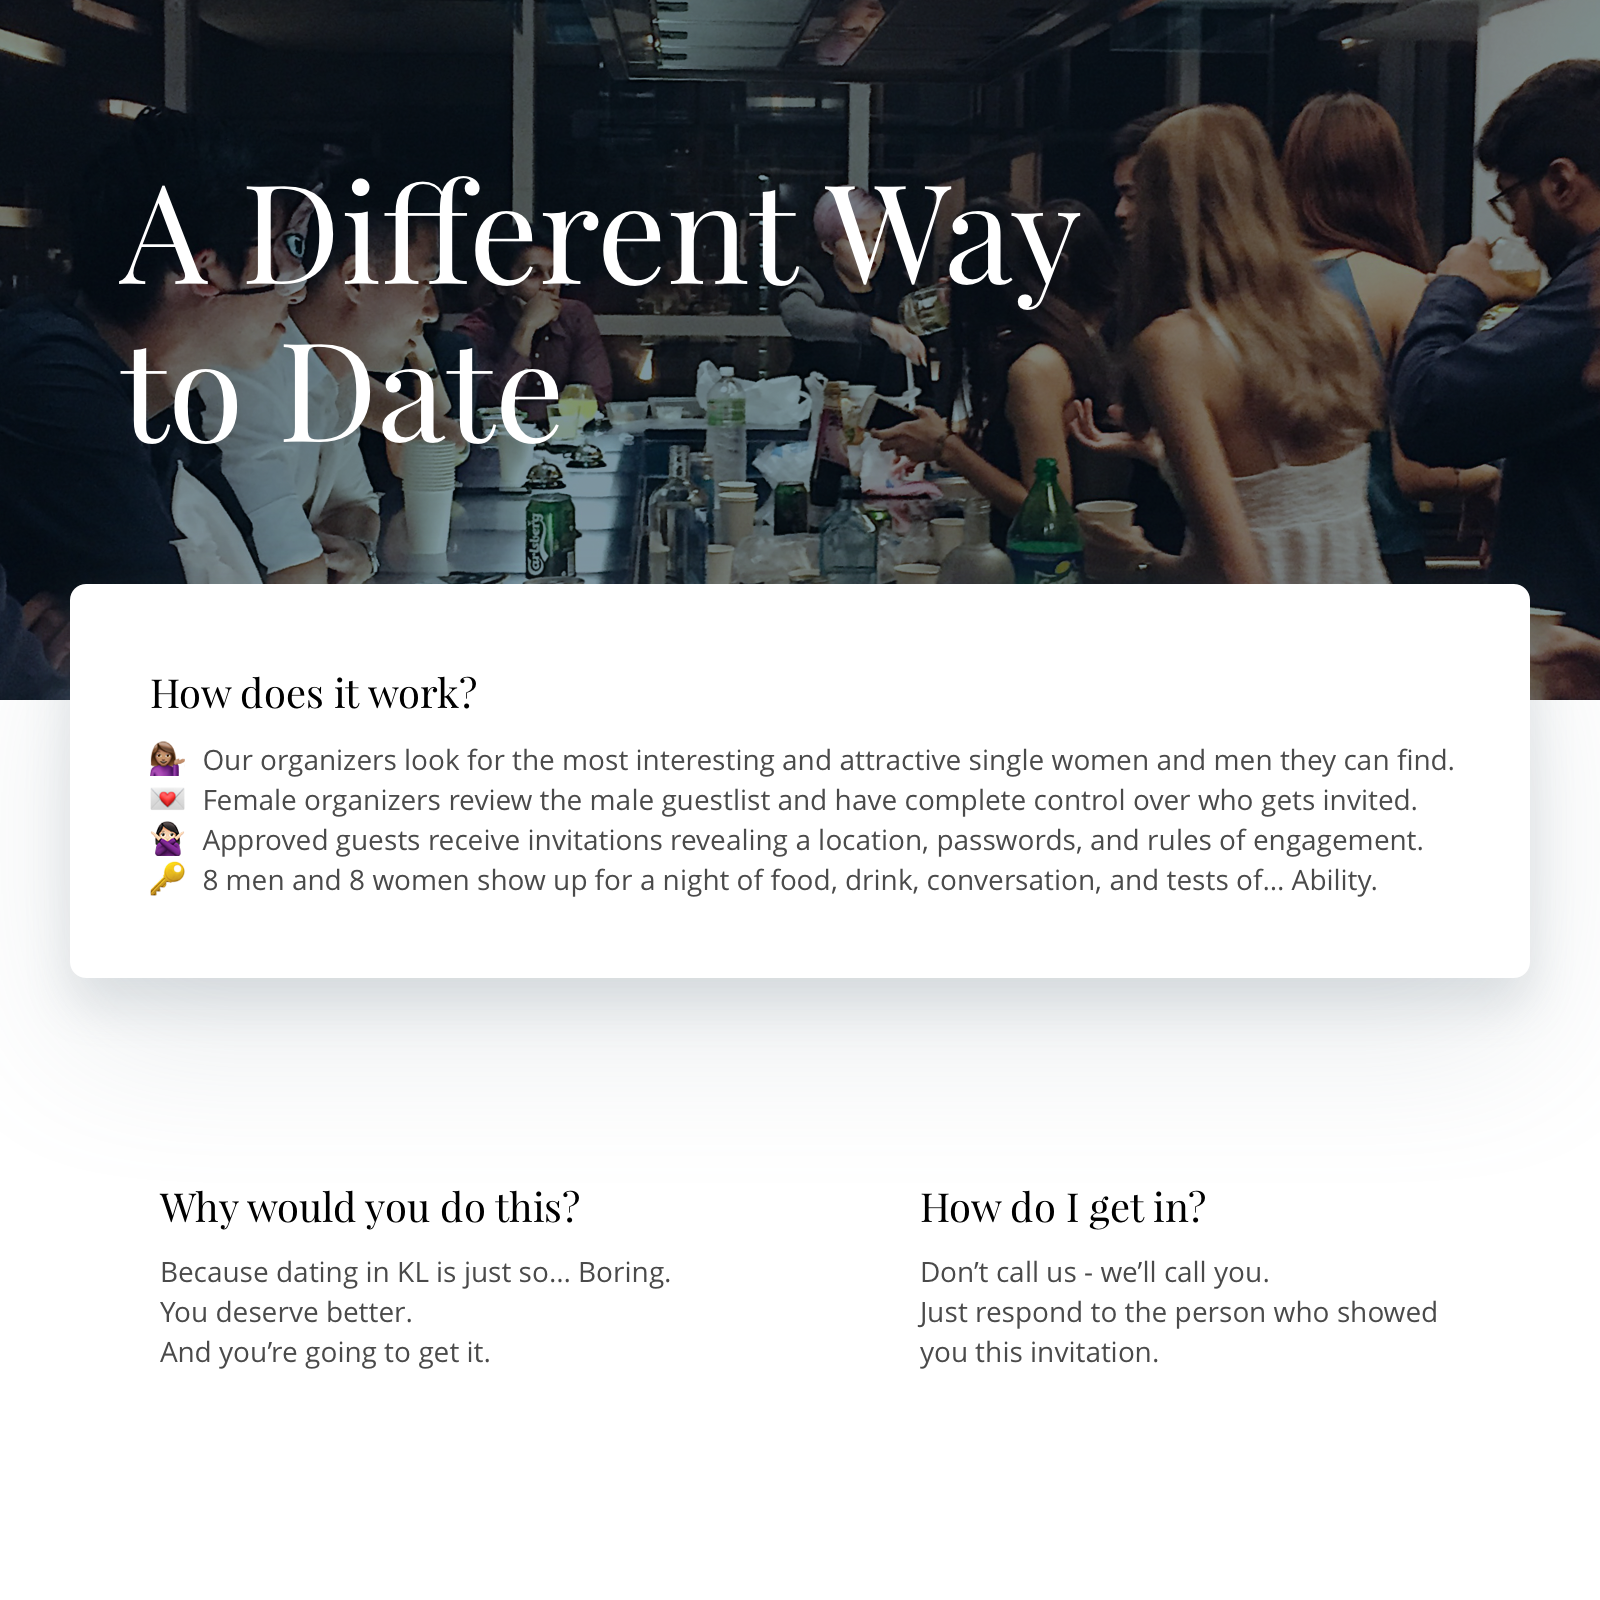 A Different Way
to Date
Carlsberg
How does it work?
Our organizers look for the most interesting and attractive single women and men they can find.
Female organizers review the male guestlist and have complete control over who gets invited.
Approved guests receive invitations revealing a location, passwords, and rules of engagement.
8 men and 8 women show up for a night of food, drink, conversation, and tests of... Ability.
Why would you do this?
Because dating in KL is just so... Boring.
You deserve better.
And you’re going to get it.
How do I get in?
Don’t call us - we’ll call you.
Just respond to the person who showed
you this invitation.